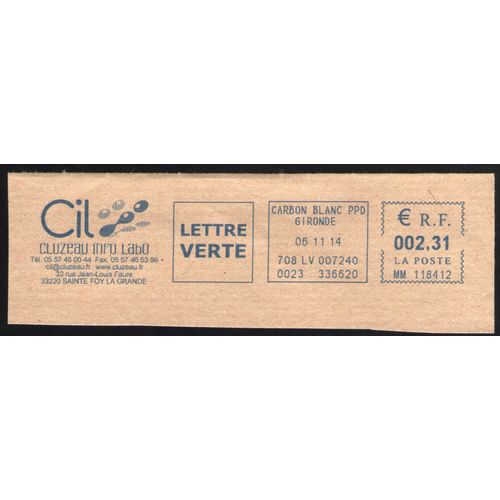 Cil
CLUZEAU INFO LABO
Tél. 05 57 46 00 44 Fax. 05 57 46 53 96
cil@cluzeau.fr www.cluzeau.fr
33 rue Jean-Louis Faure
33220 SAINTE FOY LA GRANDE
LETTRE
VERTE
CARBON BLANC PPD
GIRONDE
06 11 14
708 LV 007240
0023 336620
€ R.F.
002,31
LA POSTE
MM 118412